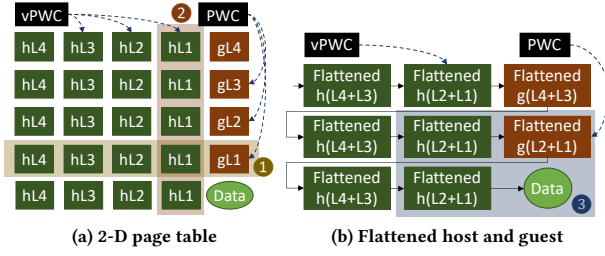 vPWC 2 PWC
hL4 hL3 hL2 hL1 gL4
hL4 hL3 hL2 hL1 gL3
hL4 hL3 hL2 hL1 gL2
hL4 hL3 hL2 hL1 gL1 1
hL4 hL3 hL2 hL1 Data
(a) 2-D page table
vPWC PWC
Flattened Flattened Flattened
h(L4+L3) h(L2+L1) g(L4+L3)
Flattened Flattened Flattened
h(L4+L3) h(L2+L1) g(L2+L1)
Flattened Flattened Data
h(L4+L3) h(L2+L1) 3
(b) Flattened host and guest